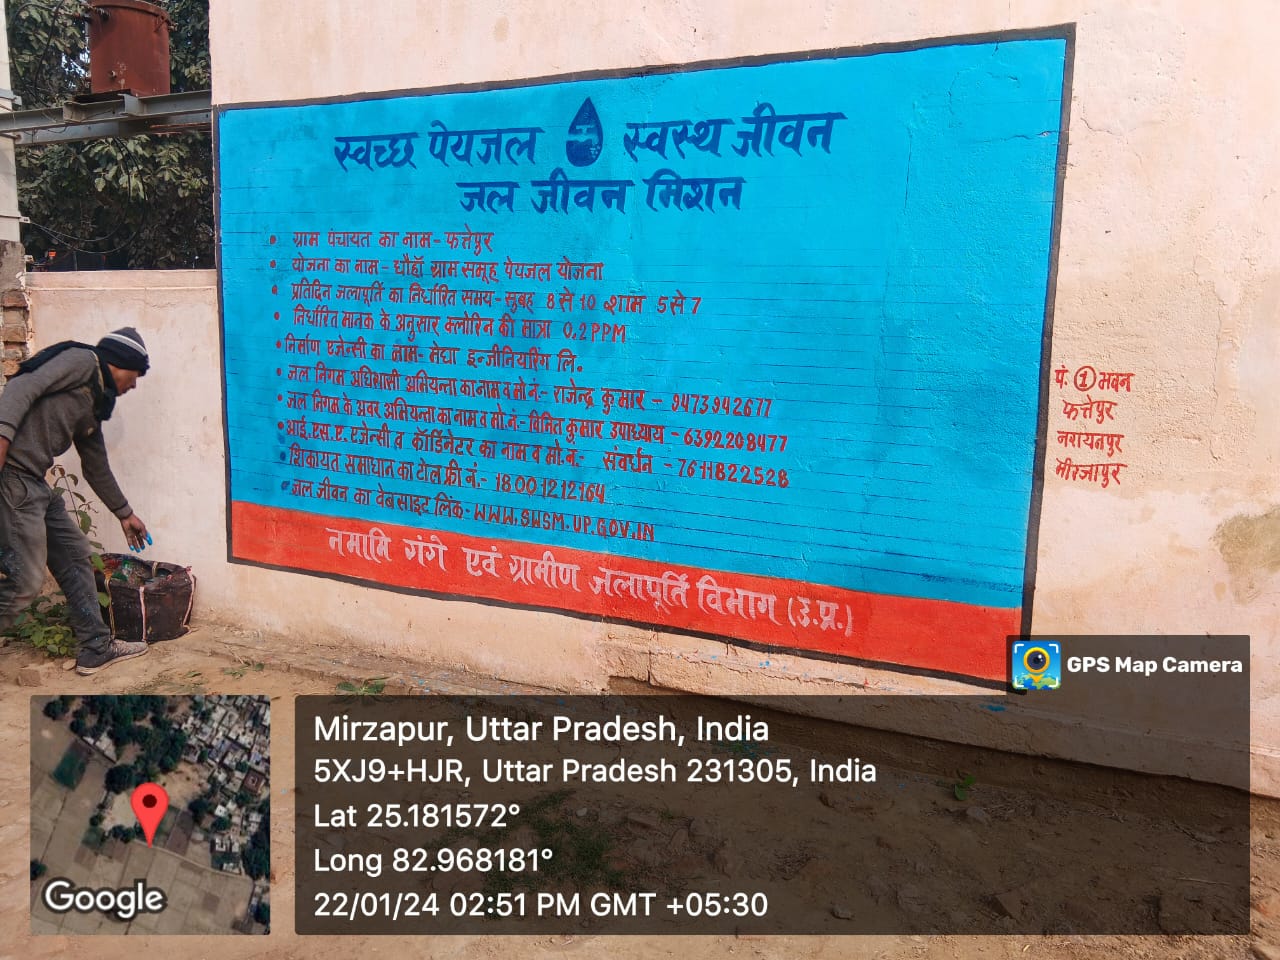 स्वच्छ पेयजल स्वस्थ जीवन
जल जीवन मिशन
• ग्राम पंचायत का नाम- फत्तेपुर
• योजना का नाम- धौहाँ ग्राम समूह पेयजल योजना
• प्रतिदिन जलापूर्ति का निर्धारित समय- सुबह 8 से 10 शाम 5 से 7
• निर्धारित मानक के अनुसार क्लोरिन की मात्रा 0.2 PPM
• निर्माण एजेन्सी का नाम- मेघा इन्जीनियरिंग लि.
• जल निगम अधिशासी अभियन्ता का नाम व मो.नं.- राजेन्द्र कुमार - 9473942677
• जल निगम के अवर अभियन्ता का नाम व मो.नं.- विनित कुमार उपाध्याय - 6392208477
• आई.एस.ए. एजेन्सी व कॉर्डिनेटर का नाम व मो.नं.- संवर्धन - 7611822528
• शिकायत समाधान का टोल फ्री नं.- 18001212164
• जल जीवन का वेबसाइट लिंक- WWW.SWSM.UP.GOV.IN
नमामि गंगे एवं ग्रामीण जलापूर्ति विभाग (उ.प्र.)
पं. 1 भवन
फत्तेपुर
नरायनपुर
मीरजापुर
GPS Map Camera
Mirzapur, Uttar Pradesh, India
5XJ9+HJR, Uttar Pradesh 231305, India
Lat 25.181572°
Long 82.968181°
22/01/24 02:51 PM GMT +05:30
Google